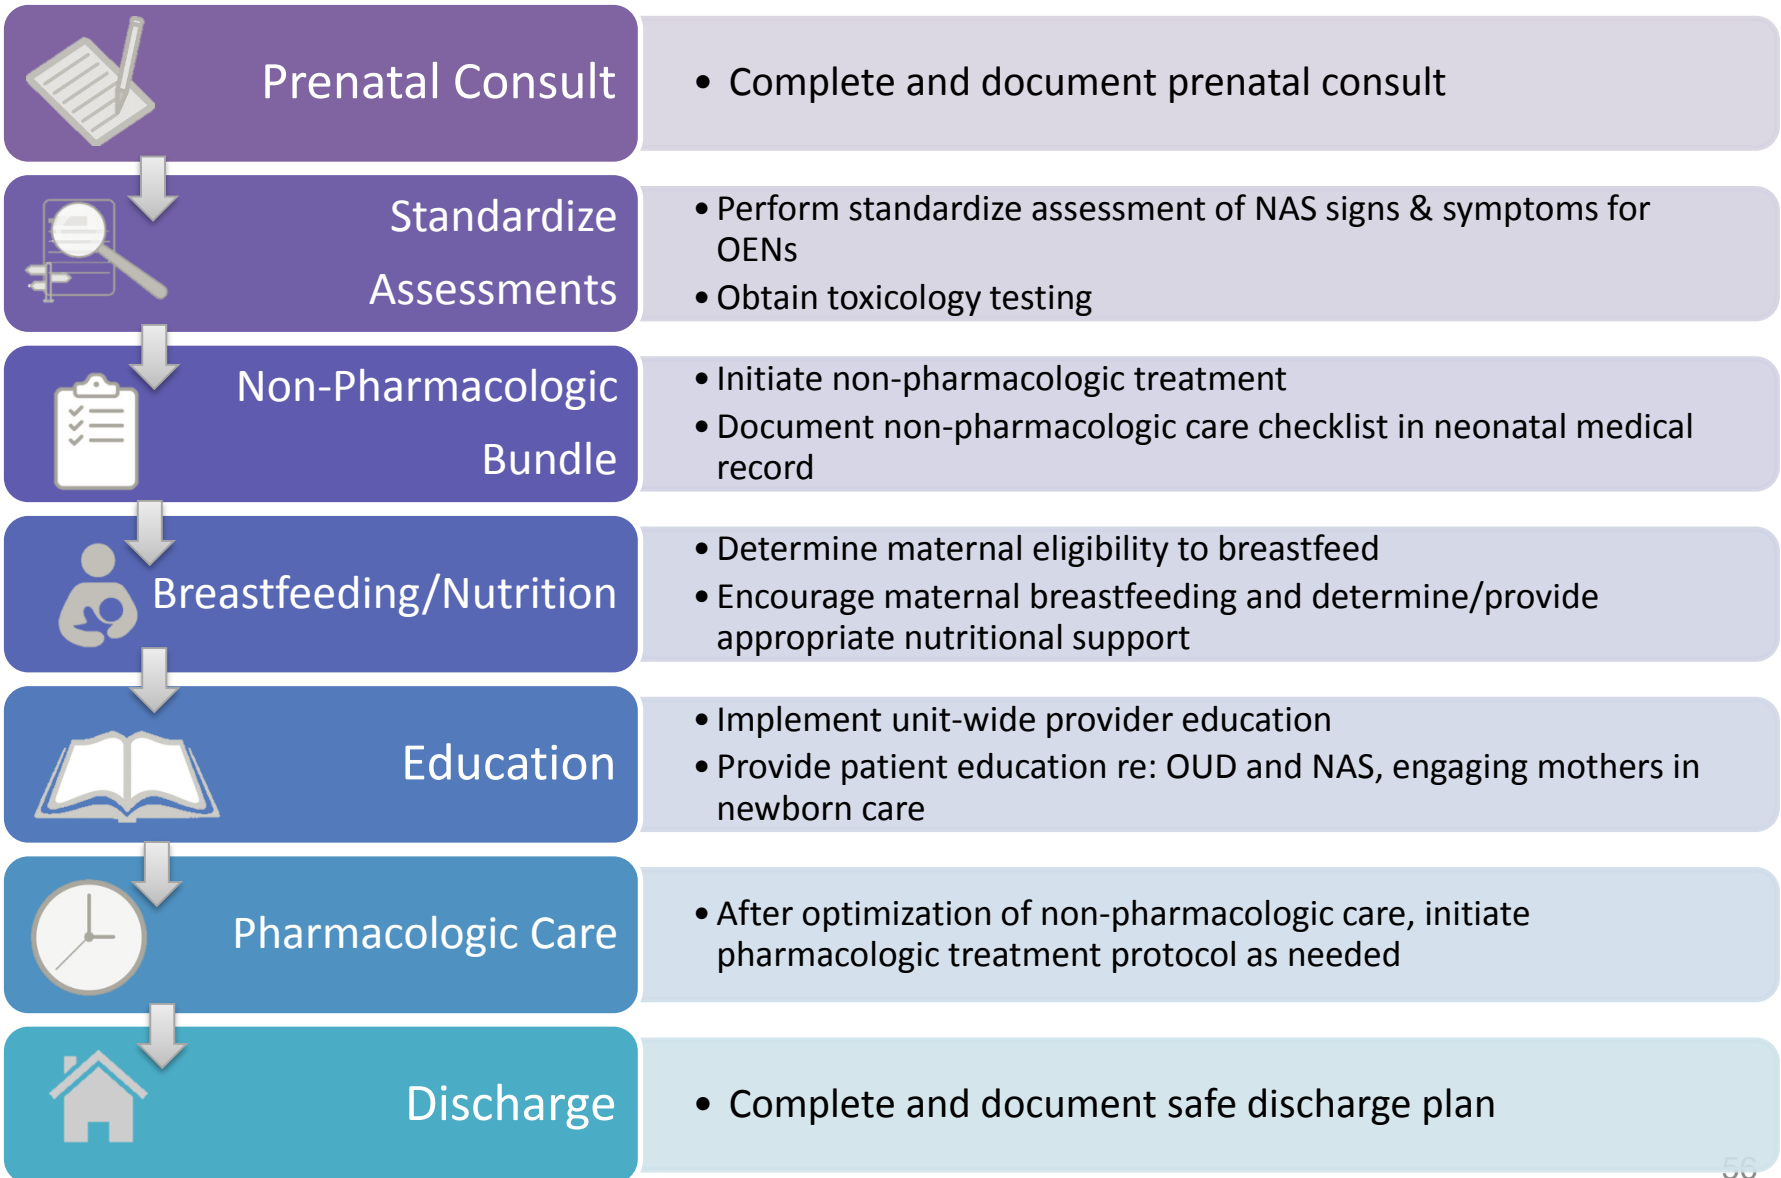 Prenatal Consult
• Complete and document prenatal consult
Standardize
Assessments
• Perform standardize assessment of NAS signs & symptoms for
OENs
• Obtain toxicology testing
Non-Pharmacologic
Bundle
• Initiate non-pharmacologic treatment
• Document non-pharmacologic care checklist in neonatal medical
record
Breastfeeding/Nutrition
• Determine maternal eligibility to breastfeed
• Encourage maternal breastfeeding and determine/provide
appropriate nutritional support
Education
• Implement unit-wide provider education
• Provide patient education re: OUD and NAS, engaging mothers in
newborn care
Pharmacologic Care
• After optimization of non-pharmacologic care, initiate
pharmacologic treatment protocol as needed
Discharge
• Complete and document safe discharge plan
56